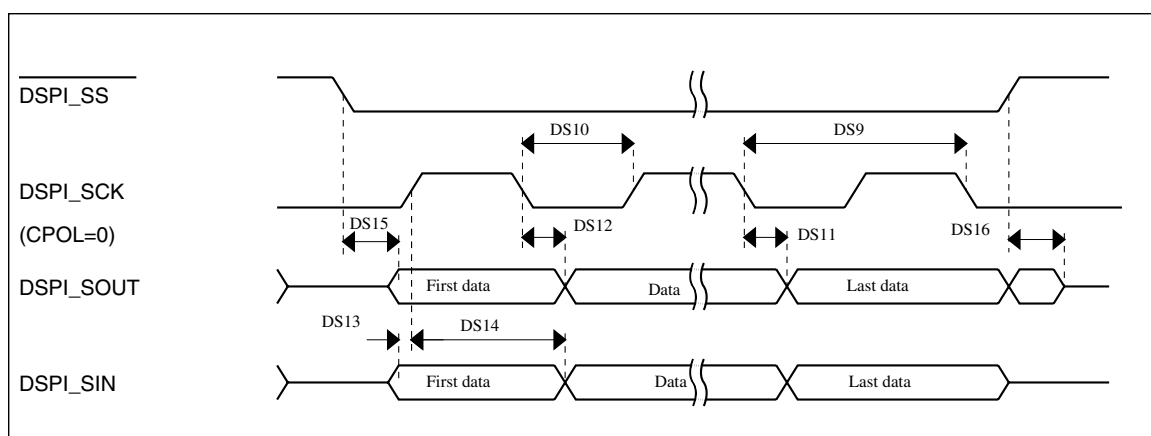 DSPI_SS
DS10
DS9
DSPI_SCK
DS15
DS12
DS11
DS16
(CPOL=0)
DSPI_SOUT
First data
Data
Last data
DS13
DS14
DSPI_SIN
First data
Data
Last data